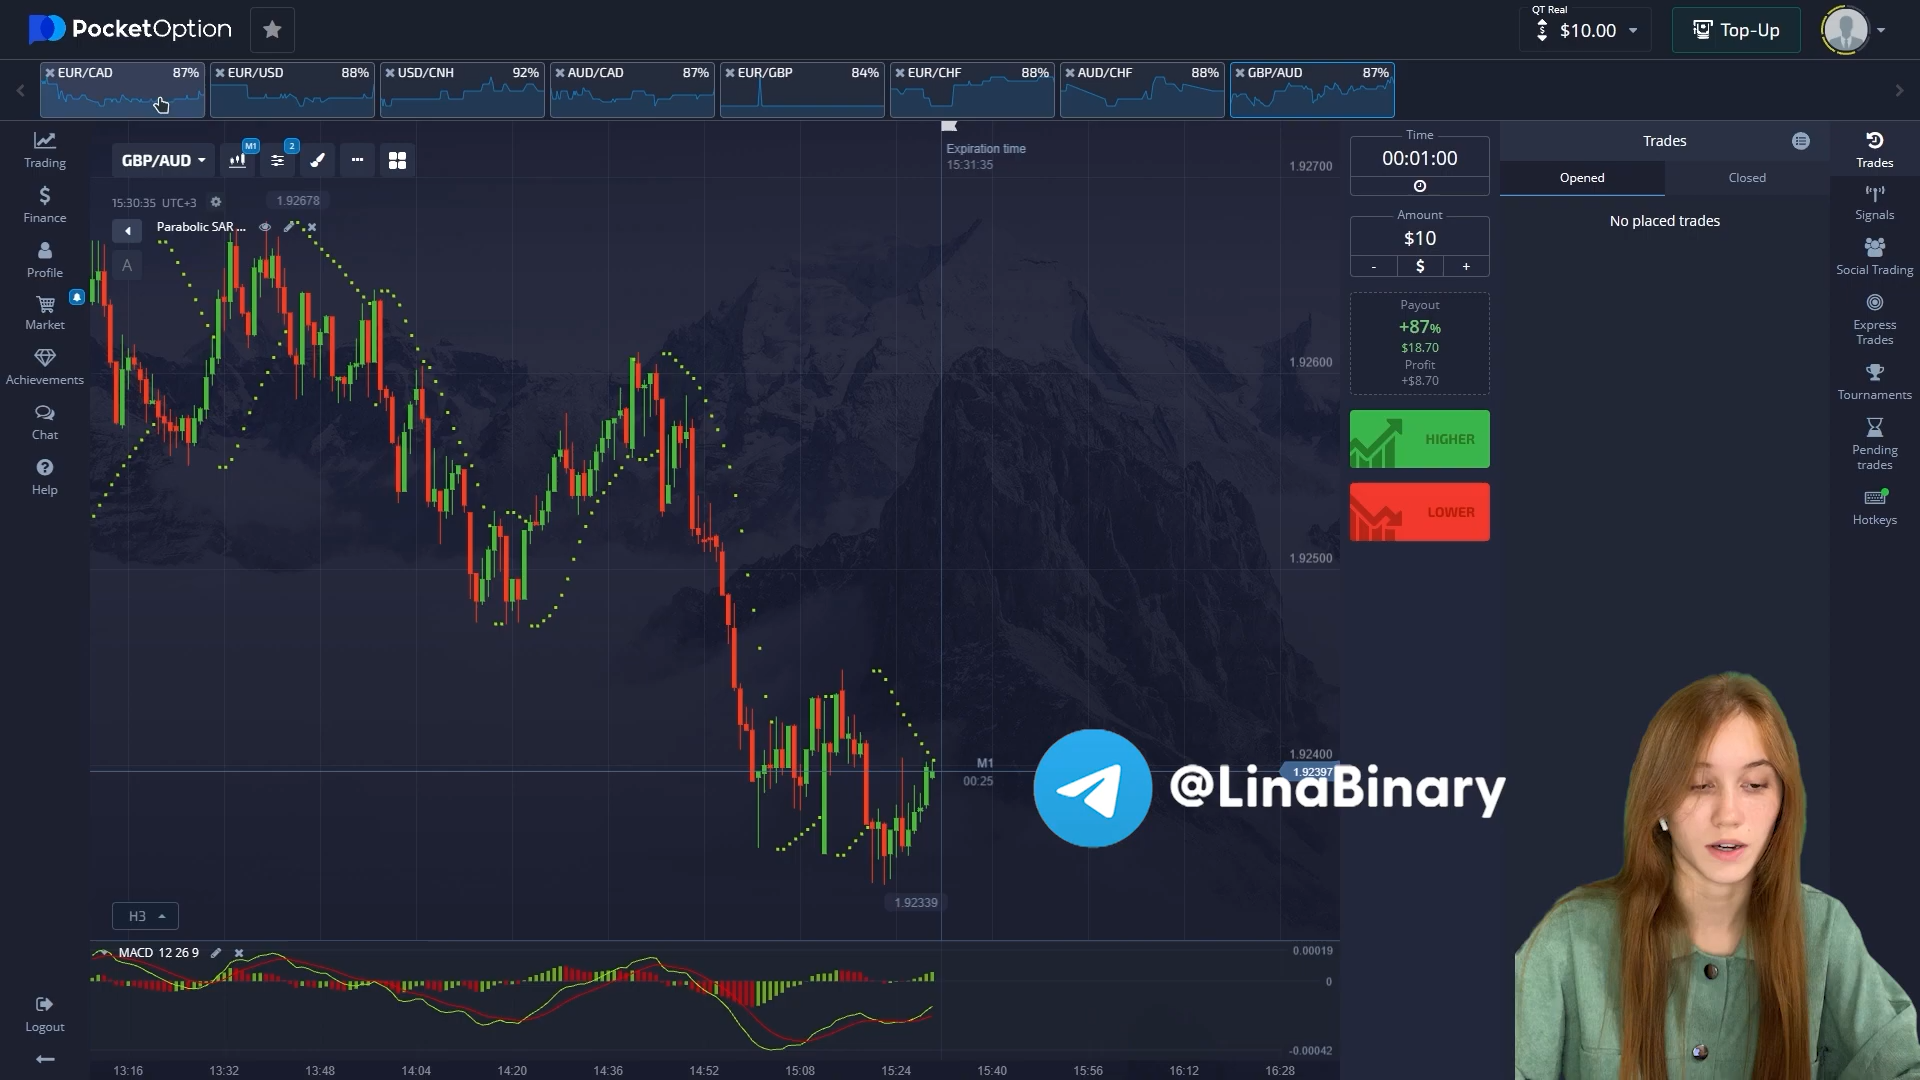 PocketOption
QT Real
$10.00
Top-Up
EUR/CAD 87%
EUR/USD 88%
USD/CNH 92%
AUD/CAD 87%
EUR/GBP 84%
EUR/CHF 88%
AUD/CHF 88%
GBP/AUD 87%
Trading
Finance
Profile
Market
Achievements
Chat
Help
Logout
GBP/AUD
M1
2
15:30:35 UTC+3
1.92678
Parabolic SAR ...
A
Expiration time
15:31:35
1.92700
1.92600
1.92500
1.92400
1.92397
M1
00:25
1.92339
H3
@LinaBinary
MACD 12 26 9
0.00019
0
-0.00042
13:16 13:32 13:48 14:04 14:20 14:36 14:52 15:08 15:24 15:40 15:56 16:12 16:28
Time
00:01:00
Amount
$10
- $ +
Payout
+87%
$18.70
Profit
+$8.70
HIGHER
LOWER
Trades
Opened
Closed
No placed trades
Trades
Signals
Social Trading
Express
Trades
Tournaments
Pending
trades
Hotkeys